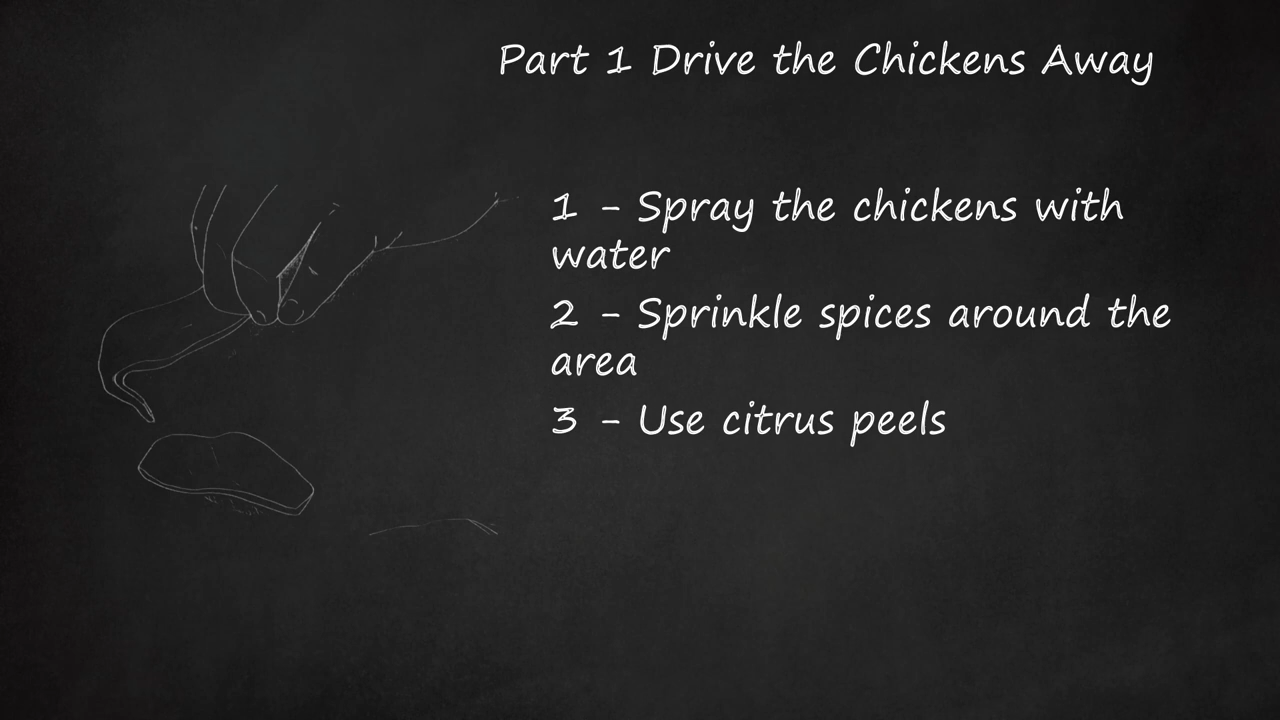 Part 1 Drive the Chickens Away
1 - Spray the chickens with
water
2 - Sprinkle spices around the
area
3 - Use citrus peels